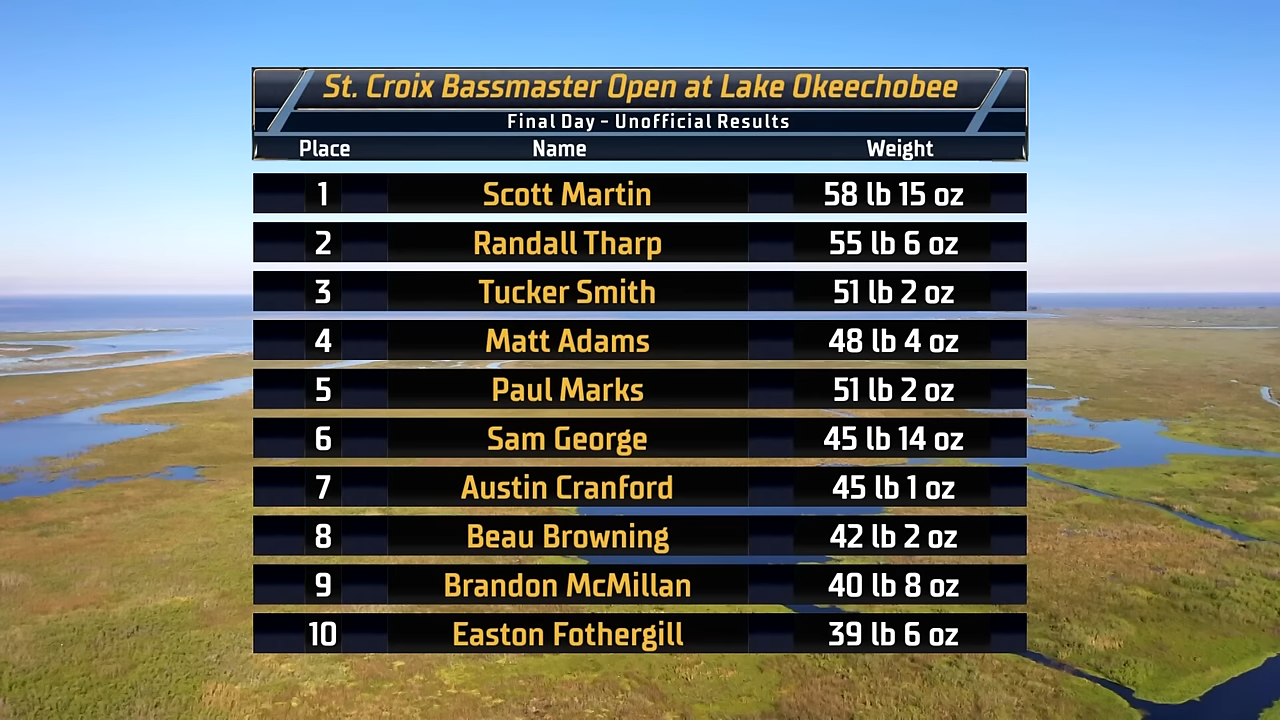 St. Croix Bassmaster Open at Lake Okeechobee
Final Day - Unofficial Results
Place Name Weight
1 Scott Martin 58 lb 15 oz
2 Randall Tharp 55 lb 6 oz
3 Tucker Smith 51 lb 2 oz
4 Matt Adams 48 lb 4 oz
5 Paul Marks 51 lb 2 oz
6 Sam George 45 lb 14 oz
7 Austin Cranford 45 lb 1 oz
8 Beau Browning 42 lb 2 oz
9 Brandon McMillan 40 lb 8 oz
10 Easton Fothergill 39 lb 6 oz